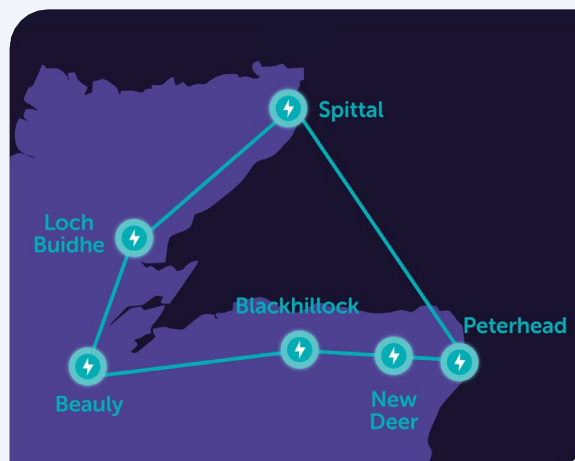 Spittal
Loch
Buidhe
Blackhillock
Peterhead
Beauly
New
Deer